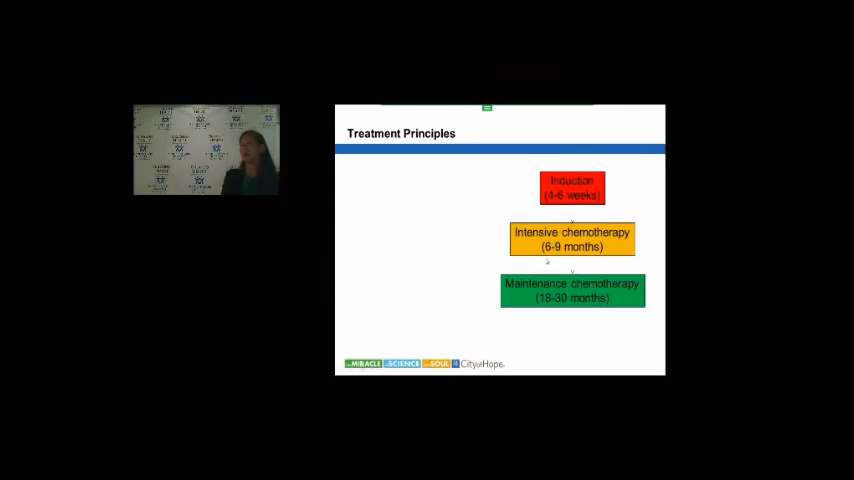 Treatment Principles
Induction
(4-6 weeks)
Intensive chemotherapy
(6-9 months)
Maintenance chemotherapy
(18-30 months)
MIRACLE SCIENCE SOUL CityofHope